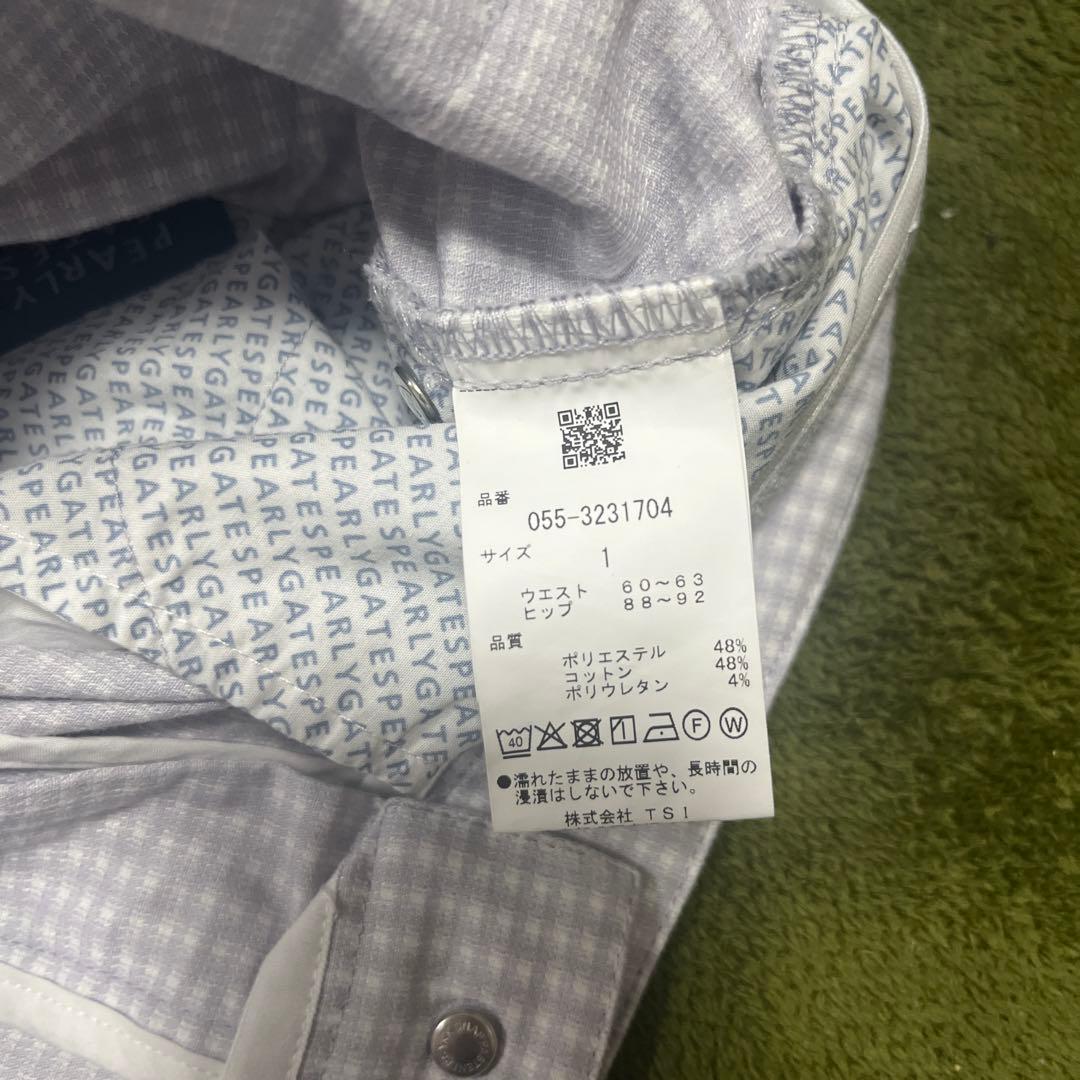 PEARLY
品番
055-3231704
サイズ 1
ウエスト 60～63
ヒップ 88～92
品質
ポリエステル 48%
コットン 48%
ポリウレタン 4%
40 F W
●濡れたままの放置や、長時間の
浸漬はしないで下さい。
株式会社 TSI
PEARLYGATESPEARLYGATES